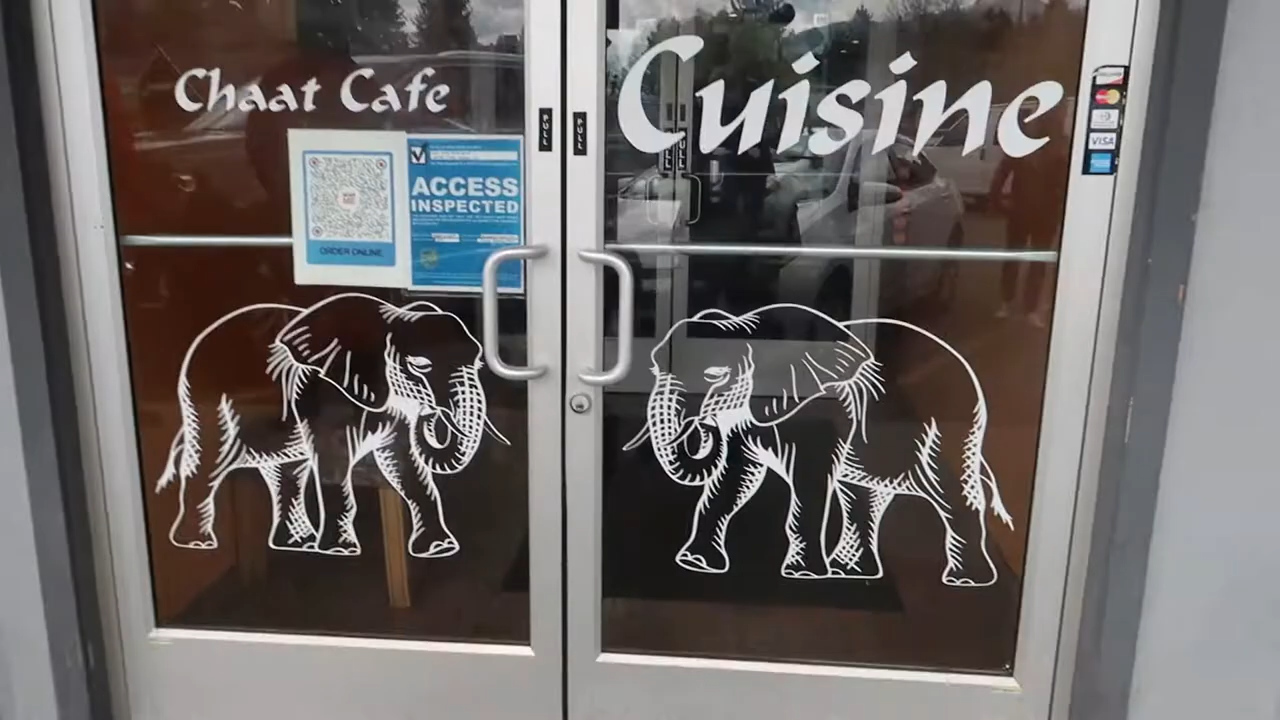 Chaat Cafe
Cuisine
PULL
PULL
ACCESS
INSPECTED
ORDER ONLINE
VISA